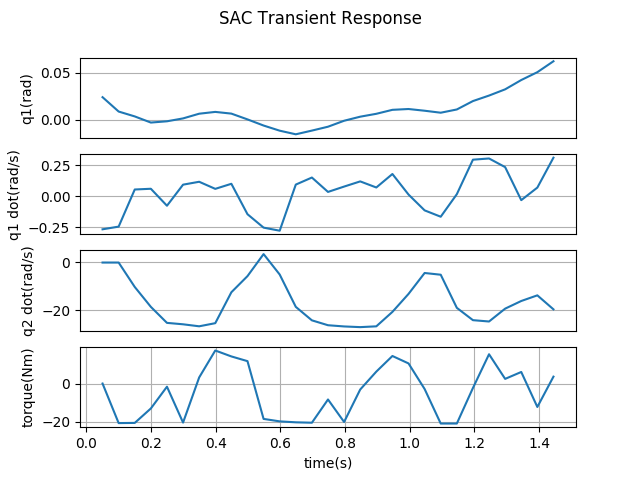 SAC Transient Response
q1(rad)
0.05
0.00
q1 dot(rad/s)
0.25
0.00
−0.25
q2 dot(rad/s)
0
−20
torque(Nm)
0
−20
0.0 0.2 0.4 0.6 0.8 1.0 1.2 1.4
time(s)